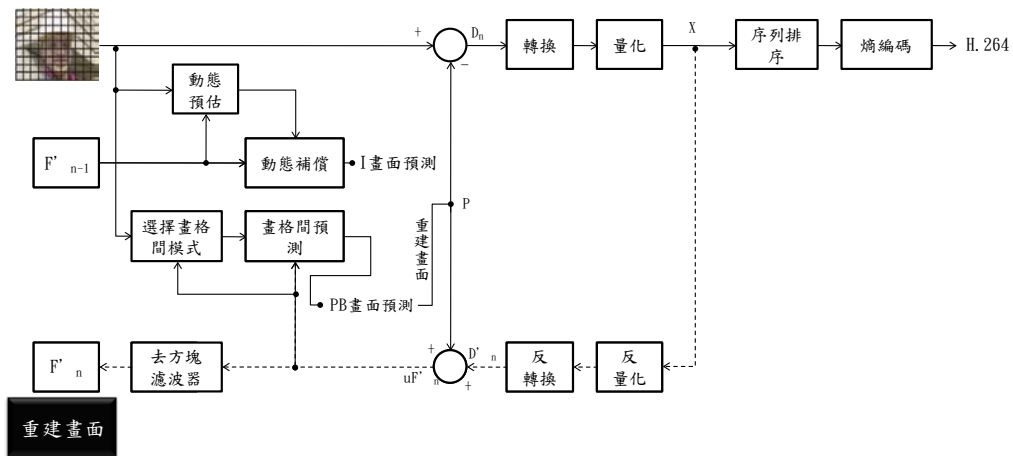 +
Dn
轉換
量化
X
序列排
序
熵編碼
H.264
−
動態
預估
F' n-1
動態補償
I畫面預測
P
選擇畫格
間模式
畫格間預
測
重建畫面
PB畫面預測
F' n
去方塊
濾波器
+
uF' n
D' n
+
反
轉換
反
量化
重建畫面